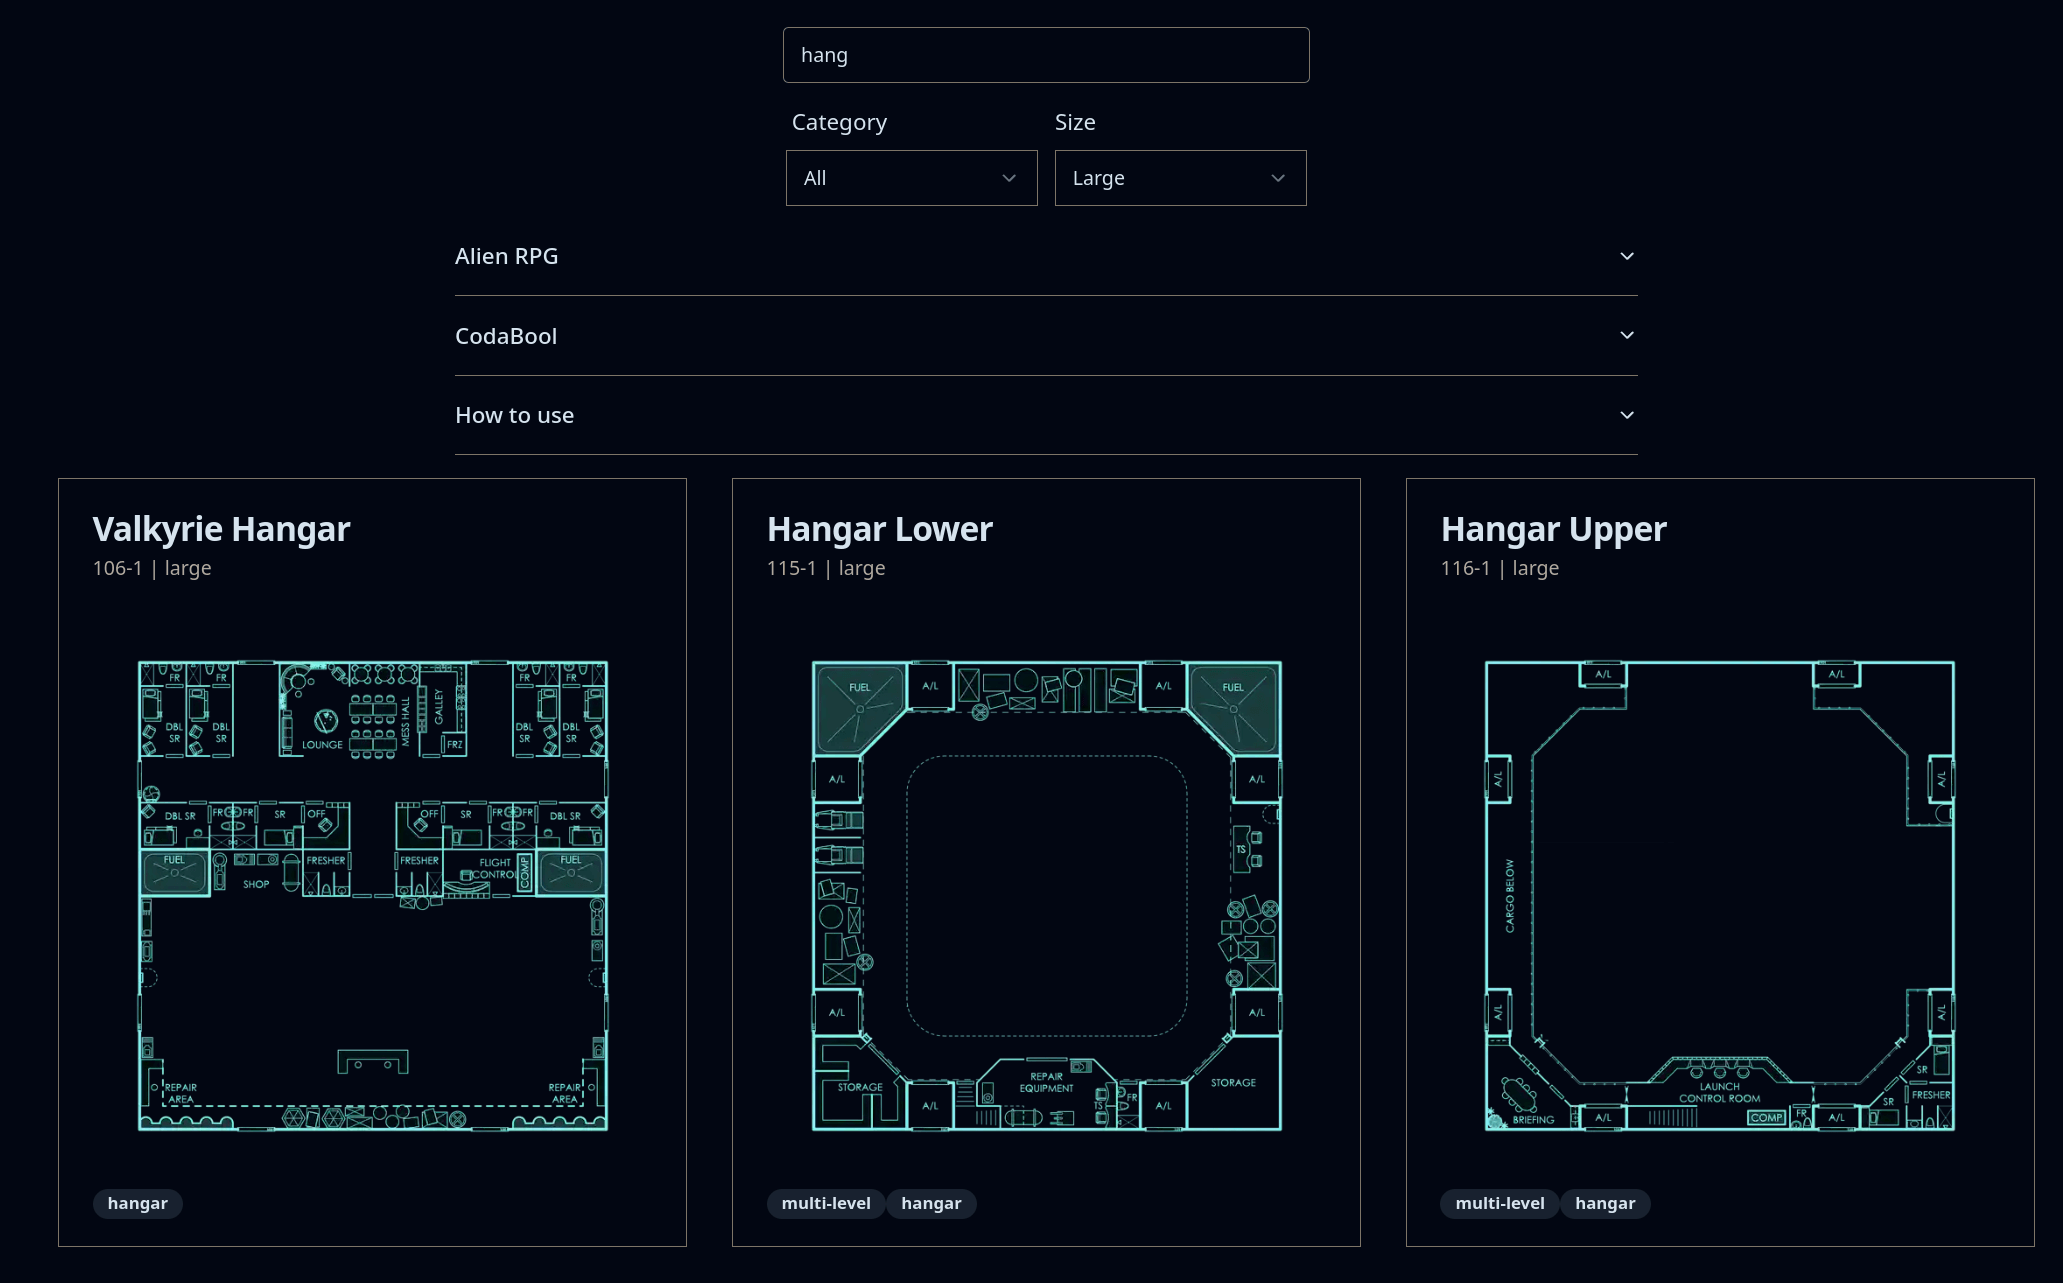 hang
Category
Size
All
Large
Alien RPG
CodaBool
How to use
Valkyrie Hangar
106-1 | large
FR
FR
FR
FR
DBL SR
DBL SR
LOUNGE
MESS HALL
GALLEY
FRZ
DBL SR
DBL SR
DBL SR
FR
FR
SR
OFF
OFF
SR
FR
FR
DBL SR
FUEL
SHOP
FRESHER
FRESHER
FLIGHT
CONTROL
COMP
FUEL
REPAIR
AREA
REPAIR
AREA
hangar
Hangar Lower
115-1 | large
FUEL
A/L
A/L
FUEL
A/L
A/L
TS
A/L
A/L
STORAGE
REPAIR
EQUIPMENT
STORAGE
A/L
TS
FR
A/L
multi-level
hangar
Hangar Upper
116-1 | large
A/L
A/L
A/L
A/L
CARGO BELOW
A/L
A/L
LAUNCH
CONTROL ROOM
SR
SR
FRESHER
BRIEFING
A/L
COMP
FR
A/L
multi-level
hangar